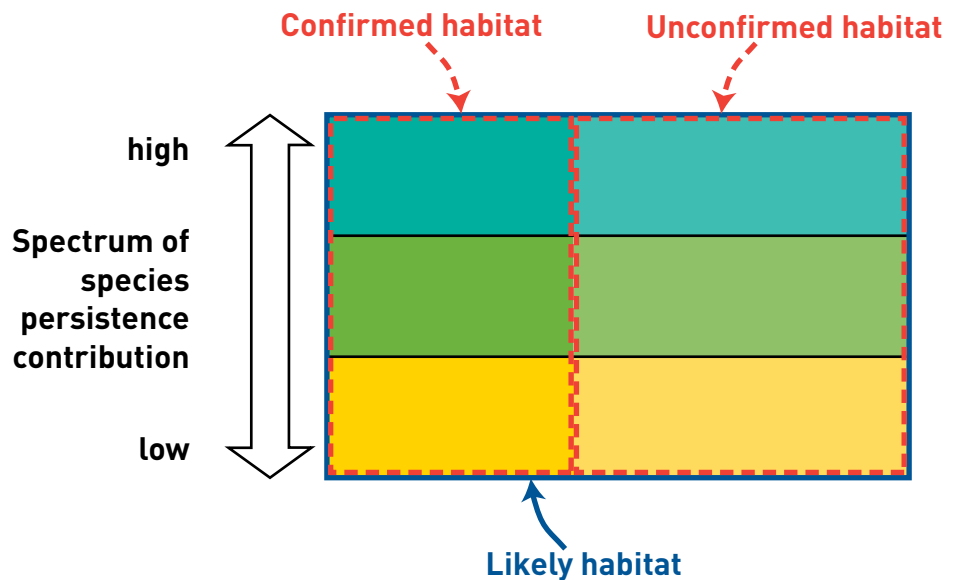 Confirmed habitat
Unconfirmed habitat
high
Spectrum of
species
persistence
contribution
low
Likely habitat